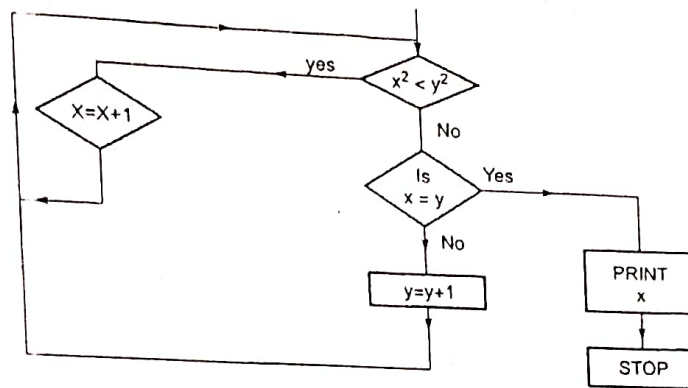 yes
x² < y²
X=X+1
No
Is
x = y
Yes
No
y=y+1
PRINT
x
STOP